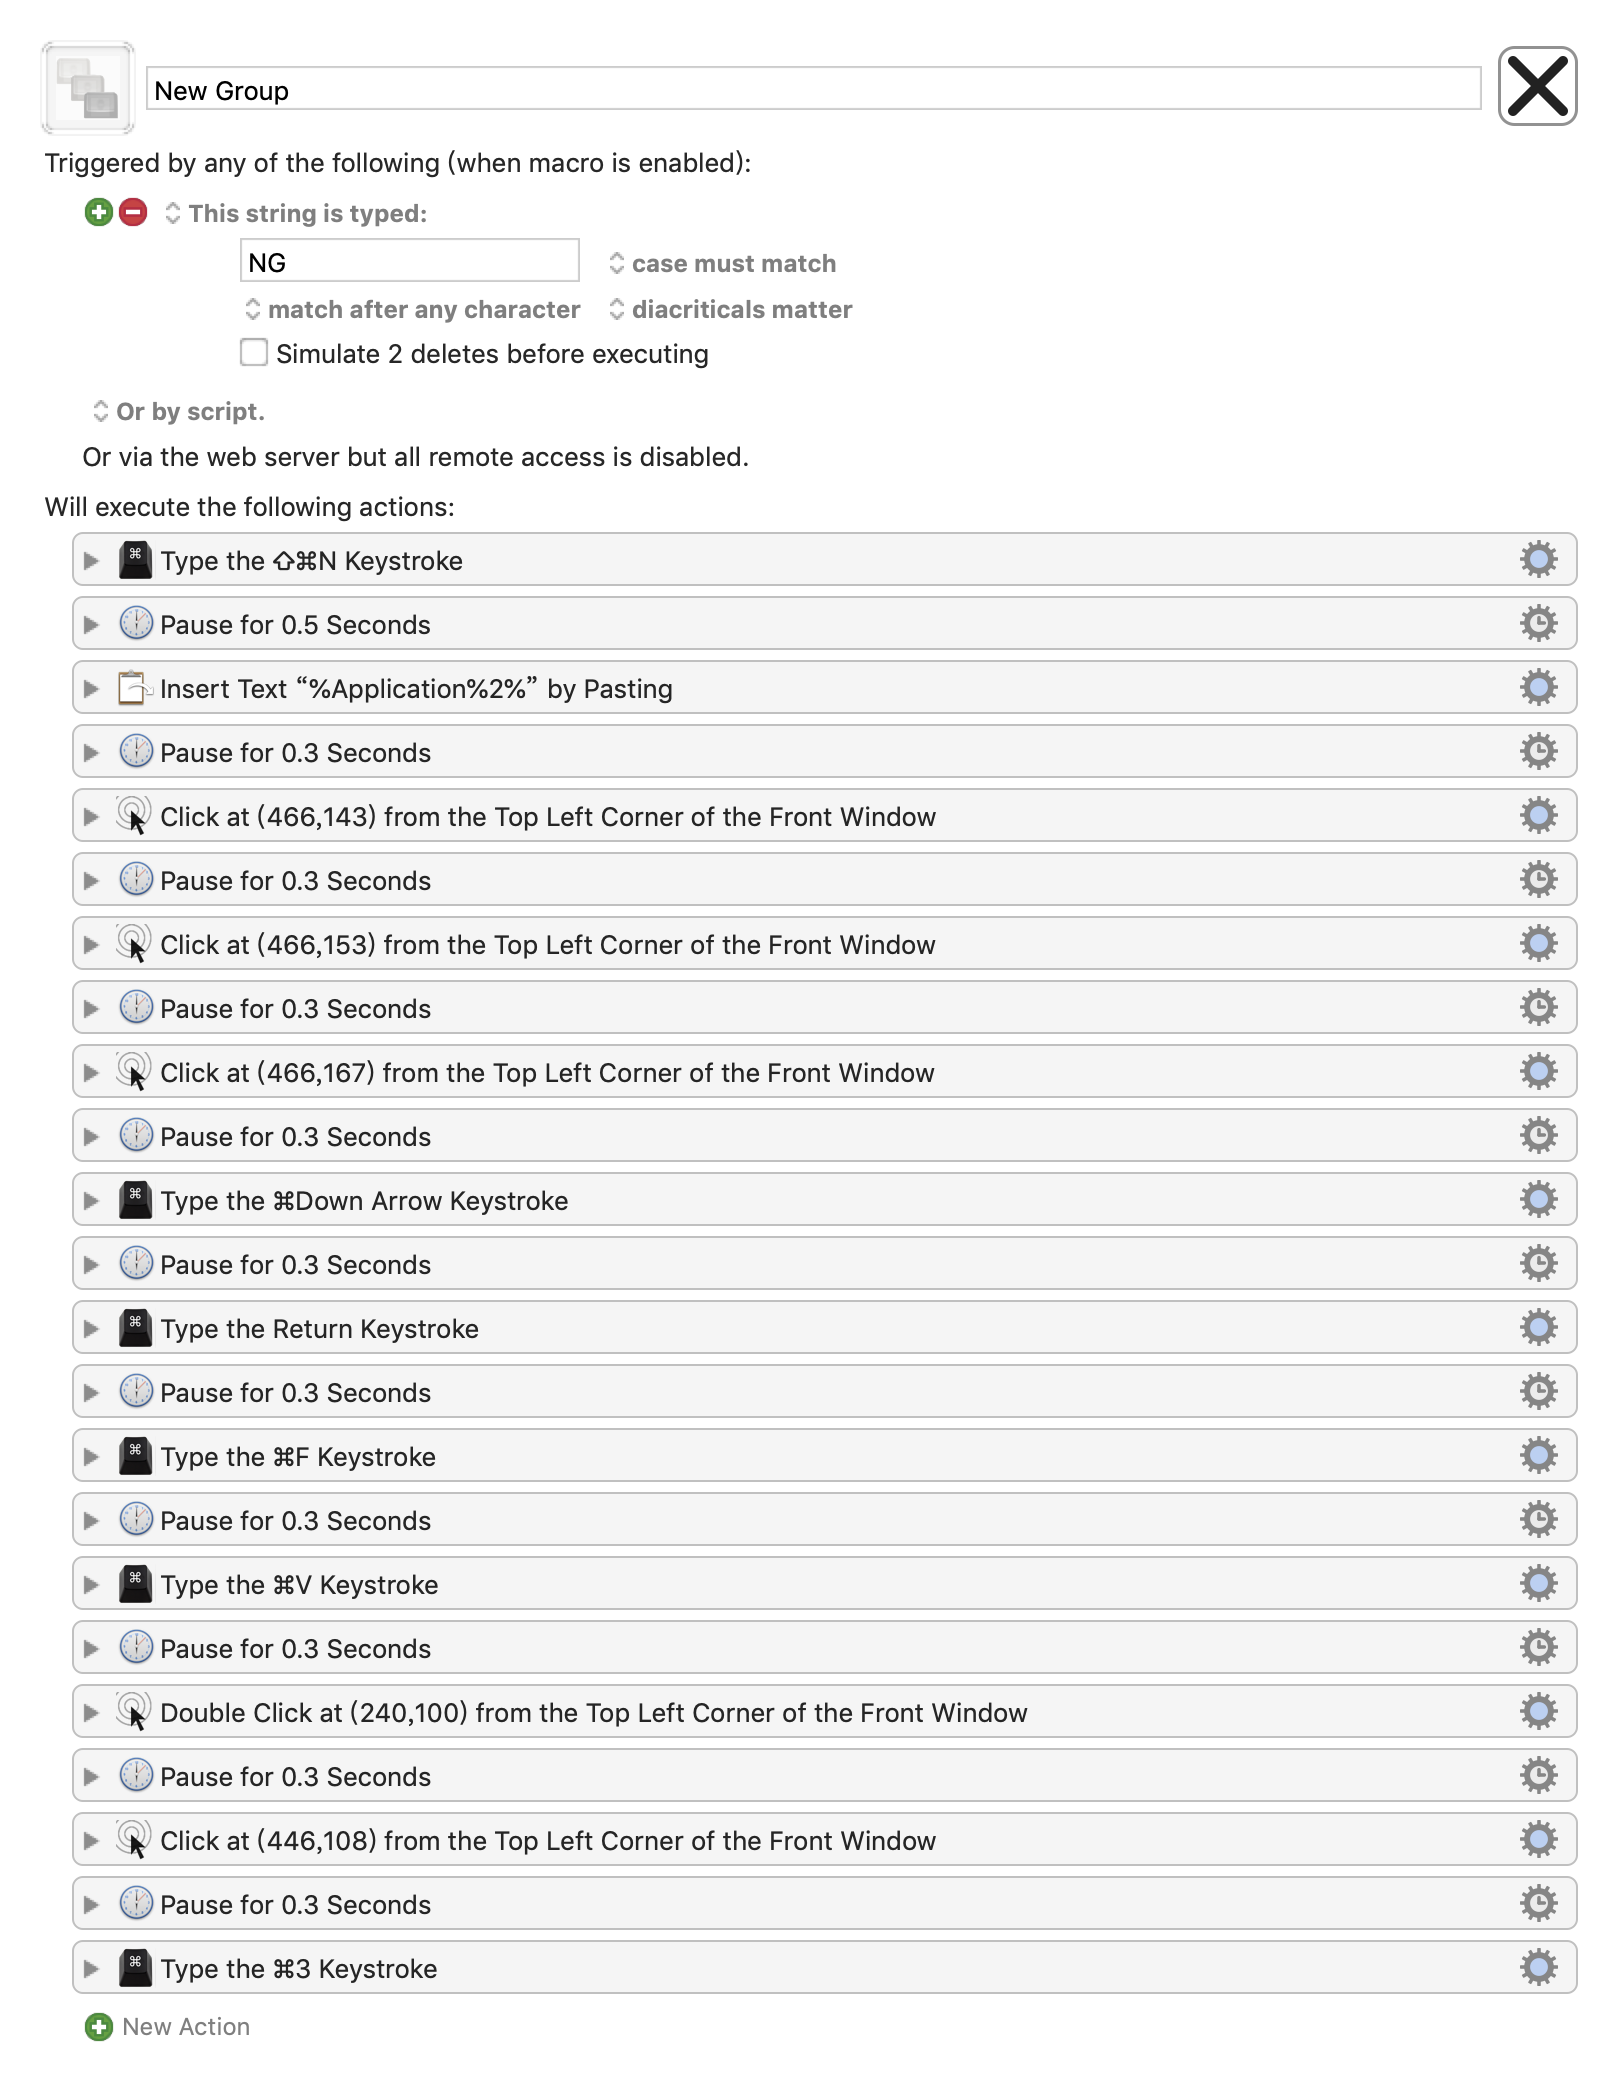 New Group
Triggered by any of the following (when macro is enabled):
This string is typed:
NG case must match
match after any character diacriticals matter
Simulate 2 deletes before executing
Or by script.
Or via the web server but all remote access is disabled.
Will execute the following actions:
Type the ⇧⌘N Keystroke
Pause for 0.5 Seconds
Insert Text “%Application%2%” by Pasting
Pause for 0.3 Seconds
Click at (466,143) from the Top Left Corner of the Front Window
Pause for 0.3 Seconds
Click at (466,153) from the Top Left Corner of the Front Window
Pause for 0.3 Seconds
Click at (466,167) from the Top Left Corner of the Front Window
Pause for 0.3 Seconds
Type the ⌘Down Arrow Keystroke
Pause for 0.3 Seconds
Type the Return Keystroke
Pause for 0.3 Seconds
Type the ⌘F Keystroke
Pause for 0.3 Seconds
Type the ⌘V Keystroke
Pause for 0.3 Seconds
Double Click at (240,100) from the Top Left Corner of the Front Window
Pause for 0.3 Seconds
Click at (446,108) from the Top Left Corner of the Front Window
Pause for 0.3 Seconds
Type the ⌘3 Keystroke
New Action